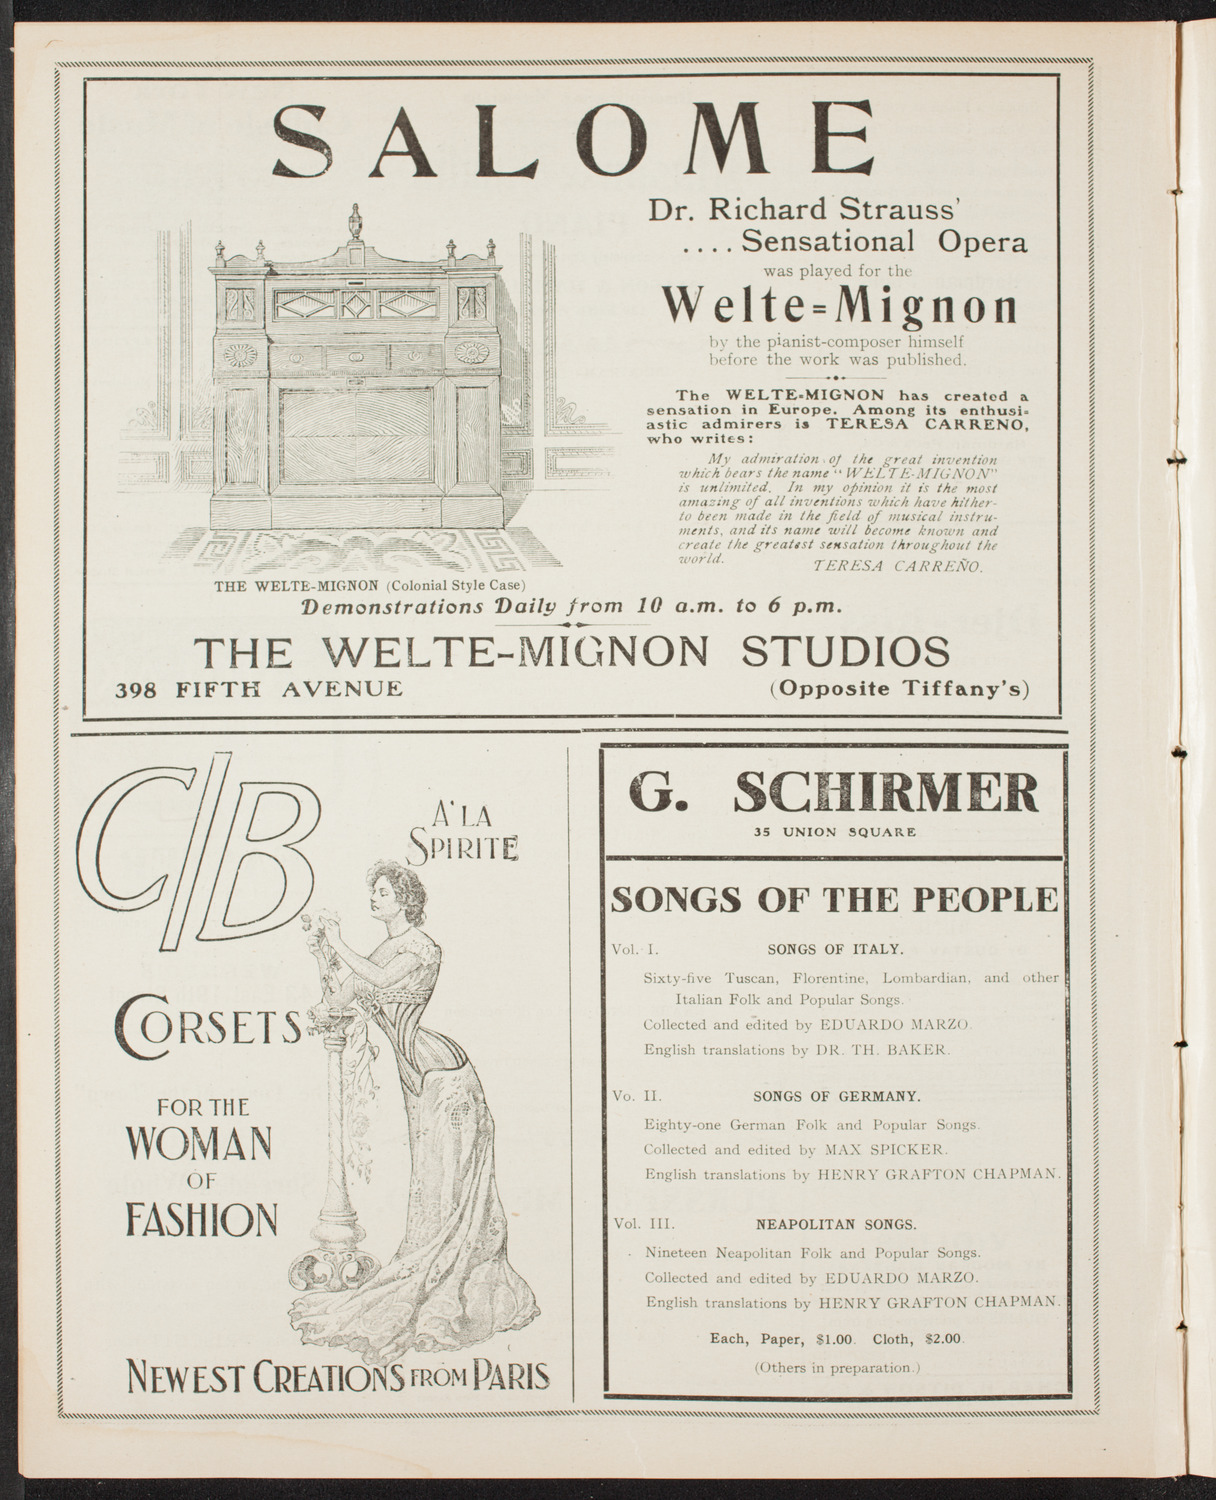 SALOME
Dr. Richard Strauss'
.... Sensational Opera
was played for the
Welte=Mignon
by the pianist-composer himself
before the work was published.
The WELTE=MIGNON has created a
sensation in Europe. Among its enthusi=
astic admirers is TERESA CARRENO,
who writes:
My admiration of the great invention
which bears the name "WELTE-MIGNON"
is unlimited. In my opinion it is the most
amazing of all inventions which have hither-
to been made in the field of musical instru-
ments, and its name will become known and
create the greatest sensation throughout the
world. TERESA CARREÑO.
THE WELTE-MIGNON (Colonial Style Case)
Demonstrations Daily from 10 a.m. to 6 p.m.
THE WELTE-MIGNON STUDIOS
398 FIFTH AVENUE (Opposite Tiffany's)
C/B
A' LA
SPIRITE
CORSETS
FOR THE
WOMAN
OF
FASHION
NEWEST CREATIONS FROM PARIS
G. SCHIRMER
35 UNION SQUARE
SONGS OF THE PEOPLE
Vol. I. SONGS OF ITALY.
Sixty-five Tuscan, Florentine, Lombardian, and other
Italian Folk and Popular Songs.
Collected and edited by EDUARDO MARZO.
English translations by DR. TH. BAKER.
Vo. II. SONGS OF GERMANY.
Eighty-one German Folk and Popular Songs.
Collected and edited by MAX SPICKER.
English translations by HENRY GRAFTON CHAPMAN.
Vol. III. NEAPOLITAN SONGS.
Nineteen Neapolitan Folk and Popular Songs.
Collected and edited by EDUARDO MARZO.
English translations by HENRY GRAFTON CHAPMAN.
Each, Paper, $1.00. Cloth, $2.00.
(Others in preparation.)